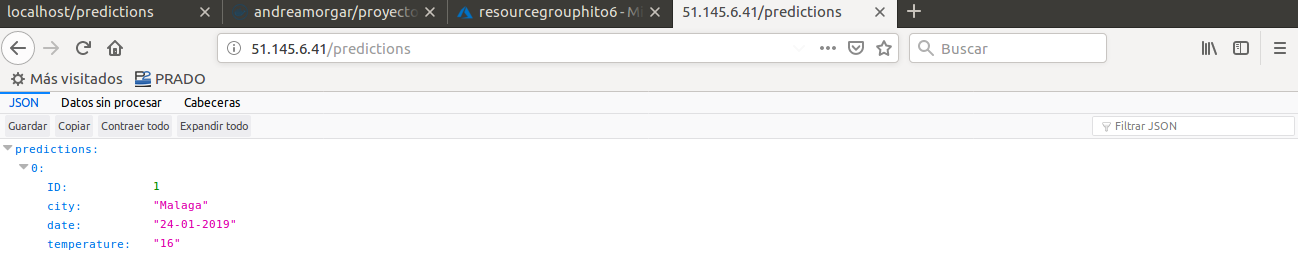 localhost/predictions andreamorgar/proyecto resourcegrouphito6 - Mi 51.145.6.41/predictions
51.145.6.41/predictions Buscar
Más visitados PRADO
JSON Datos sin procesar Cabeceras
Guardar Copiar Contraer todo Expandir todo Filtrar JSON
predictions:
0:
ID: 1
city: "Malaga"
date: "24-01-2019"
temperature: "16"